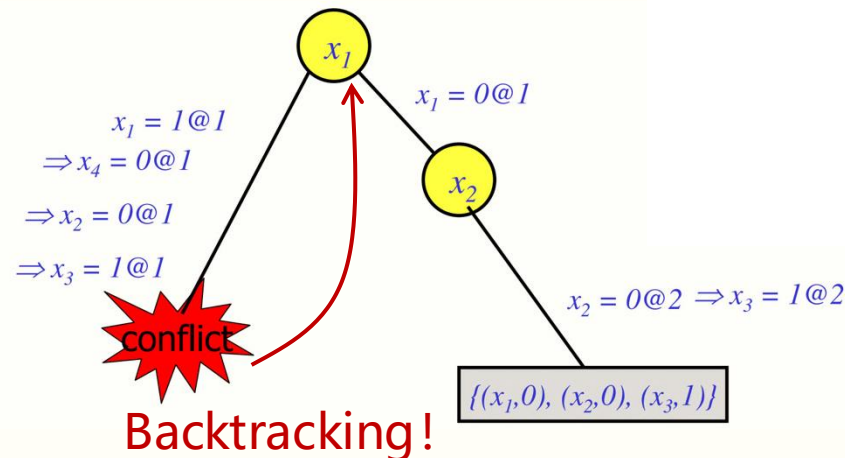 x₁
x₁ = 1@1
x₁ = 0@1
⇒ x₄ = 0@1
x₂
⇒ x₂ = 0@1
⇒ x₃ = 1@1
x₂ = 0@2 ⇒ x₃ = 1@2
conflict
{(x₁,0), (x₂,0), (x₃,1)}
Backtracking!